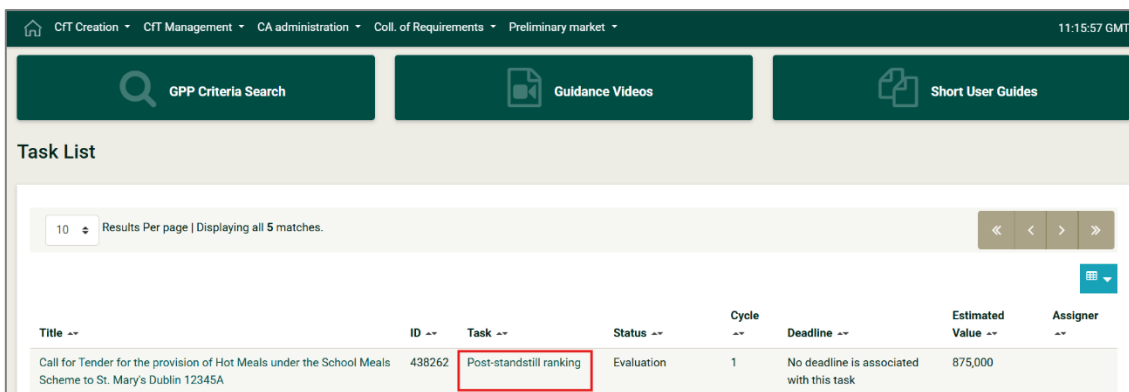 CfT Creation CfT Management CA administration Coll. of Requirements Preliminary market 11:15:57 GMT
GPP Criteria Search Guidance Videos Short User Guides
Task List
10 Results Per page | Displaying all 5 matches.
« < > »
Title ID Task Status Cycle Deadline Estimated Value Assigner
Call for Tender for the provision of Hot Meals under the School Meals 438262 Post-standstill ranking Evaluation 1 No deadline is associated 875,000
Scheme to St. Mary's Dublin 12345A with this task